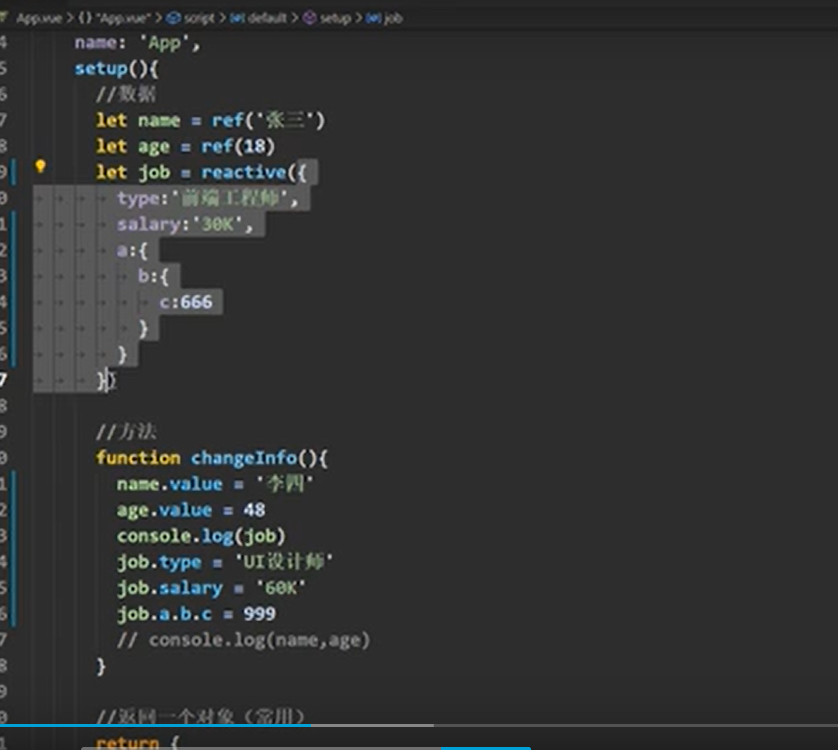 App.vue > {} "App.vue" > script > default > setup > job
4 name: 'App',
5 setup(){
6 //数据
7 let name = ref('张三')
8 let age = ref(18)
9 let job = reactive({
0 type:'前端工程师',
1 salary:'30K',
2 a:{
3 b:{
4 c:666
5 }
6 }
7 })
8
9 //方法
0 function changeInfo(){
1 name.value = '李四'
2 age.value = 48
3 console.log(job)
4 job.type = 'UI设计师'
5 job.salary = '60K'
6 job.a.b.c = 999
7 // console.log(name,age)
8 }
9
0 //返回一个对象（常用）
1 return {